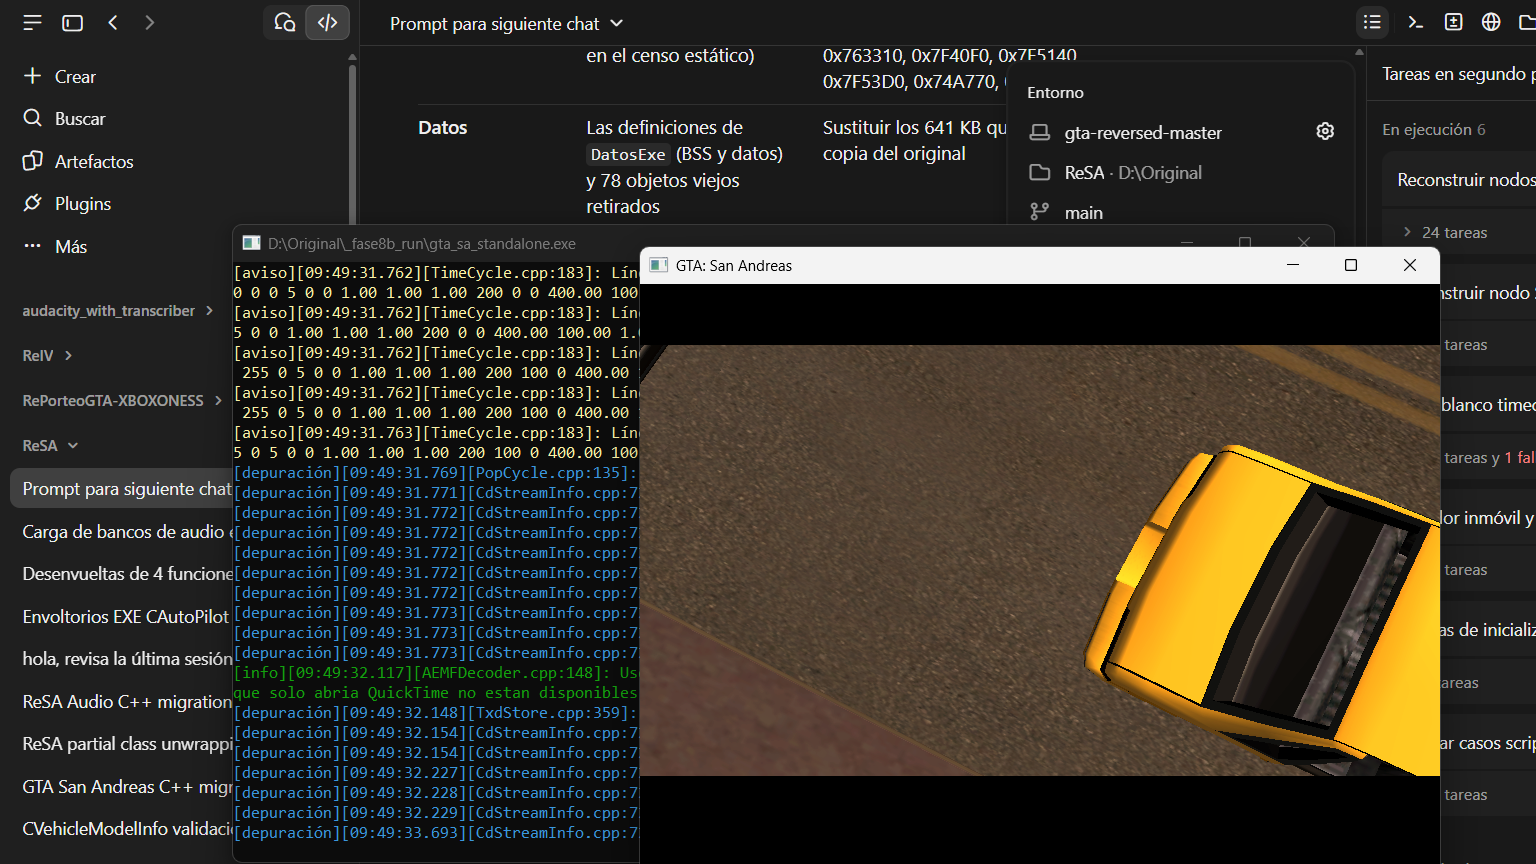 Prompt para siguiente chat
Crear
Buscar
Artefactos
Plugins
Más
audacity_with_transcriber
RelV
RePorteoGTA-XBOXONESS
ReSA
Prompt para siguiente chat
Carga de bancos de audio
Desenvueltas de 4 funcione
Envoltorios EXE CAutoPilot
hola, revisa la última sesión
ReSA Audio C++ migration
ReSA partial class unwrappi
GTA San Andreas C++ migr
CVehicleModelInfo validaci
en el censo estático)
0x763310, 0x7F40F0, 0x7F5140
0x7F53D0, 0x74A770,
Datos
Las definiciones de
DatosExe (BSS y datos)
y 78 objetos viejos
retirados
Sustituir los 641 KB qu
copia del original
Entorno
gta-reversed-master
ReSA · D:\Original
main
Tareas en segundo p
En ejecución 6
Reconstruir nodos
24 tareas
nstruir nodo
tareas
blanco timec
tareas y 1 fal
or inmóvil y
tareas
as de inicializ
tareas
ar casos scrip
tareas
D:\Original\_fase8b_run\gta_sa_standalone.exe
[aviso][09:49:31.762][TimeCycle.cpp:183]: Lín
0 0 0 5 0 0 1.00 1.00 1.00 200 0 0 400.00 100
[aviso][09:49:31.762][TimeCycle.cpp:183]: Lín
5 0 0 1.00 1.00 1.00 200 0 0 400.00 100.00 1.
[aviso][09:49:31.762][TimeCycle.cpp:183]: Lín
255 0 5 0 0 1.00 1.00 1.00 200 100 0 400.00
[aviso][09:49:31.762][TimeCycle.cpp:183]: Lín
255 0 5 0 0 1.00 1.00 1.00 200 100 0 400.00
[aviso][09:49:31.763][TimeCycle.cpp:183]: Lín
5 0 5 0 0 1.00 1.00 1.00 200 100 0 400.00 100
[depuración][09:49:31.769][PopCycle.cpp:135]:
[depuración][09:49:31.771][CdStreamInfo.cpp:7
[depuración][09:49:31.772][CdStreamInfo.cpp:7
[depuración][09:49:31.772][CdStreamInfo.cpp:7
[depuración][09:49:31.772][CdStreamInfo.cpp:7
[depuración][09:49:31.772][CdStreamInfo.cpp:7
[depuración][09:49:31.772][CdStreamInfo.cpp:7
[depuración][09:49:31.773][CdStreamInfo.cpp:7
[depuración][09:49:31.773][CdStreamInfo.cpp:7
[depuración][09:49:31.773][CdStreamInfo.cpp:7
[info][09:49:32.117][AEMFDecoder.cpp:148]: Us
que solo abria QuickTime no estan disponibles
[depuración][09:49:32.148][TxdStore.cpp:359]:
[depuración][09:49:32.154][CdStreamInfo.cpp:7
[depuración][09:49:32.154][CdStreamInfo.cpp:7
[depuración][09:49:32.227][CdStreamInfo.cpp:7
[depuración][09:49:32.228][CdStreamInfo.cpp:7
[depuración][09:49:32.229][CdStreamInfo.cpp:7
[depuración][09:49:33.693][CdStreamInfo.cpp:7
GTA: San Andreas